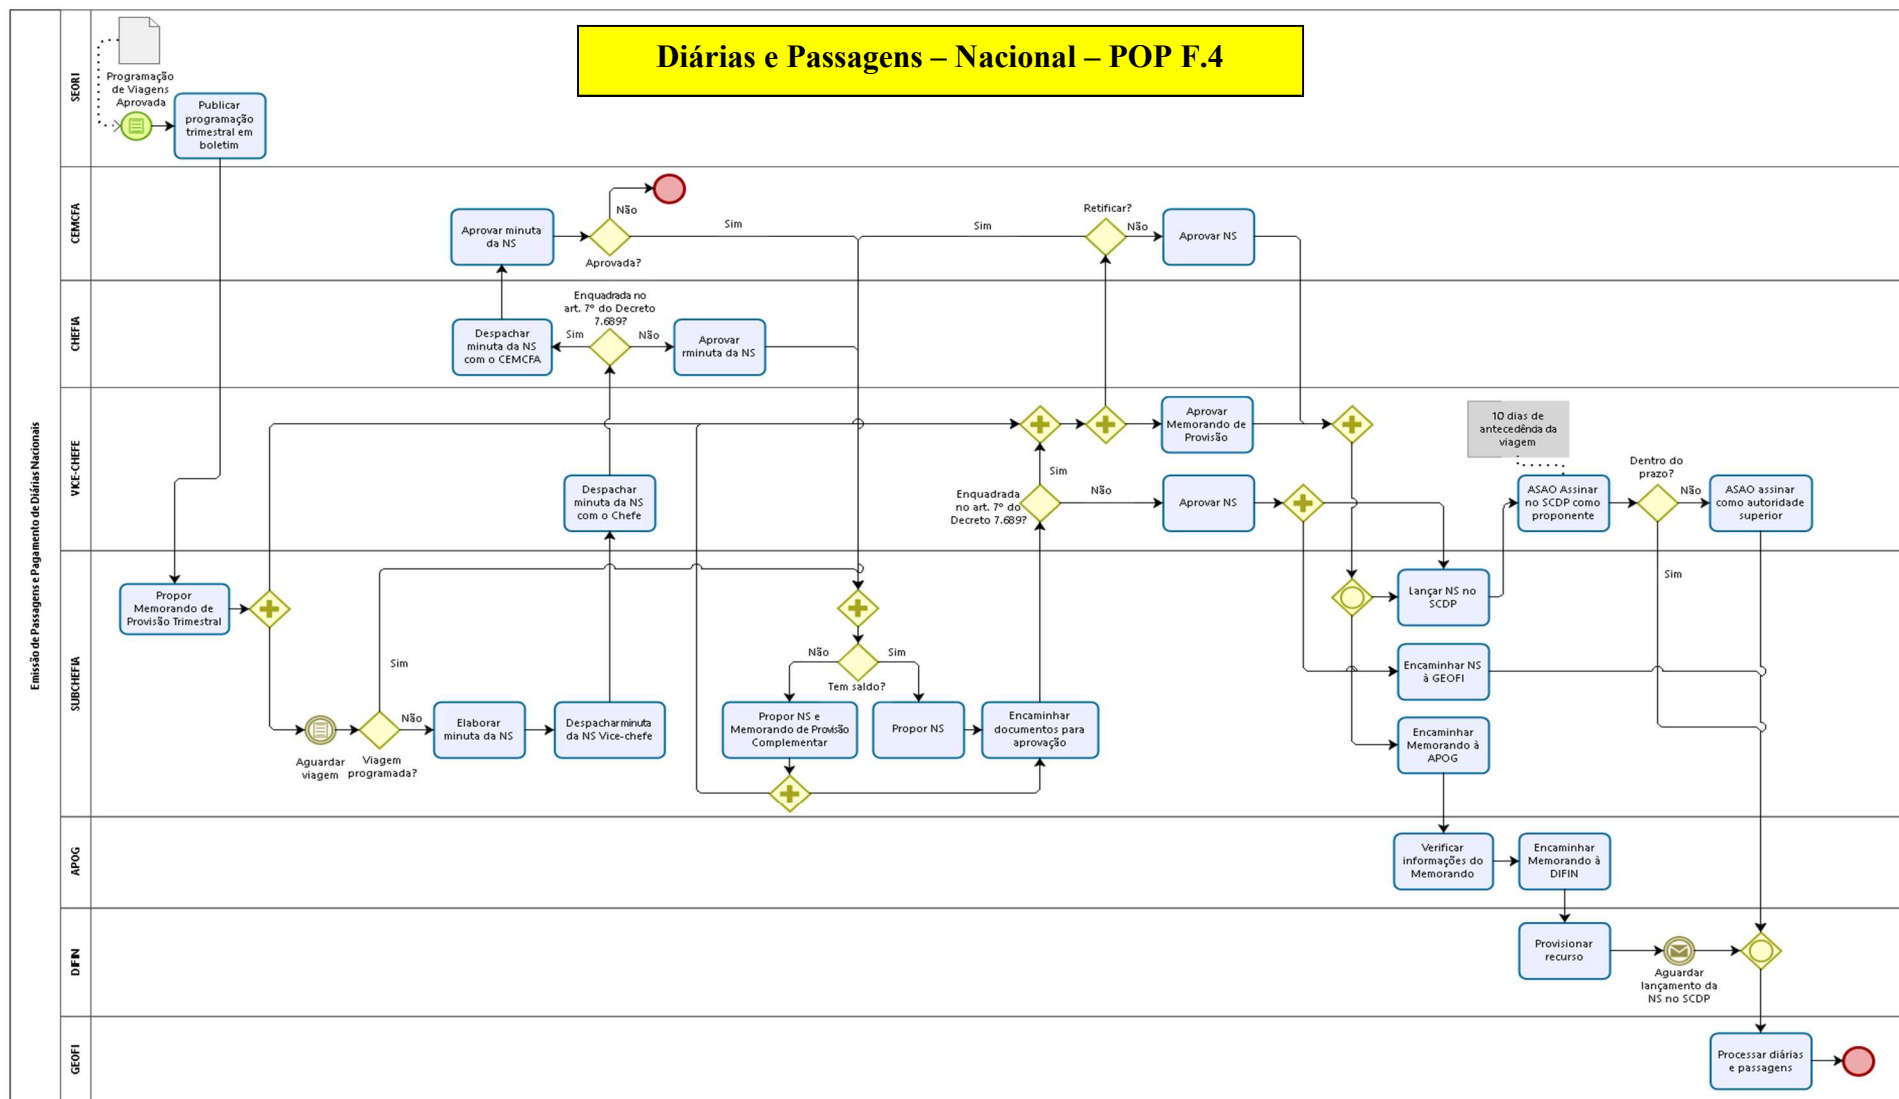 Diárias e Passagens – Nacional – POP F.4
Emissão de Passagens e Pagamento de Diárias Nacionais
SEORI
Programação
de Viagens
Aprovada
Publicar
programação
trimestral em
boletim
CEMCFA
Aprovar minuta
da NS
Não
Aprovada?
Sim
Sim
Retificar?
Não
Aprovar NS
CHEFIA
Despachar
minuta da NS
com o CEMCFA
Sim
Enquadrada no
art. 7º do Decreto
7.689?
Não
Aprovar
rminuta da NS
VICE-CHEFE
Despachar
minuta da NS
com o Chefe
Enquadrada
no art. 7º do
Decreto 7.689?
Sim
Não
Aprovar
Memorando de
Provisão
Aprovar NS
10 dias de
antecedência da
viagem
ASAO Assinar
no SCDP como
proponente
Dentro do
prazo?
Não
ASAO assinar
como autoridade
superior
Sim
SUBCHEFIA
Propor
Memorando de
Provisão Trimestral
Aguardar
viagem
Sim
Viagem
programada?
Não
Elaborar
minuta da NS
Despacharminuta
da NS Vice-chefe
Não
Sim
Tem saldo?
Propor NS e
Memorando de Provisão
Complementar
Propor NS
Encaminhar
documentos para
aprovação
Lançar NS no
SCDP
Encaminhar NS
à GEOFI
Encaminhar
Memorando à
APOG
APOG
Verificar
informações do
Memorando
Encaminhar
Memorando à
DIFIN
DIFIN
Provisionar
recurso
Aguardar
lançamento da
NS no SCDP
GEOFI
Processar diárias
e passagens